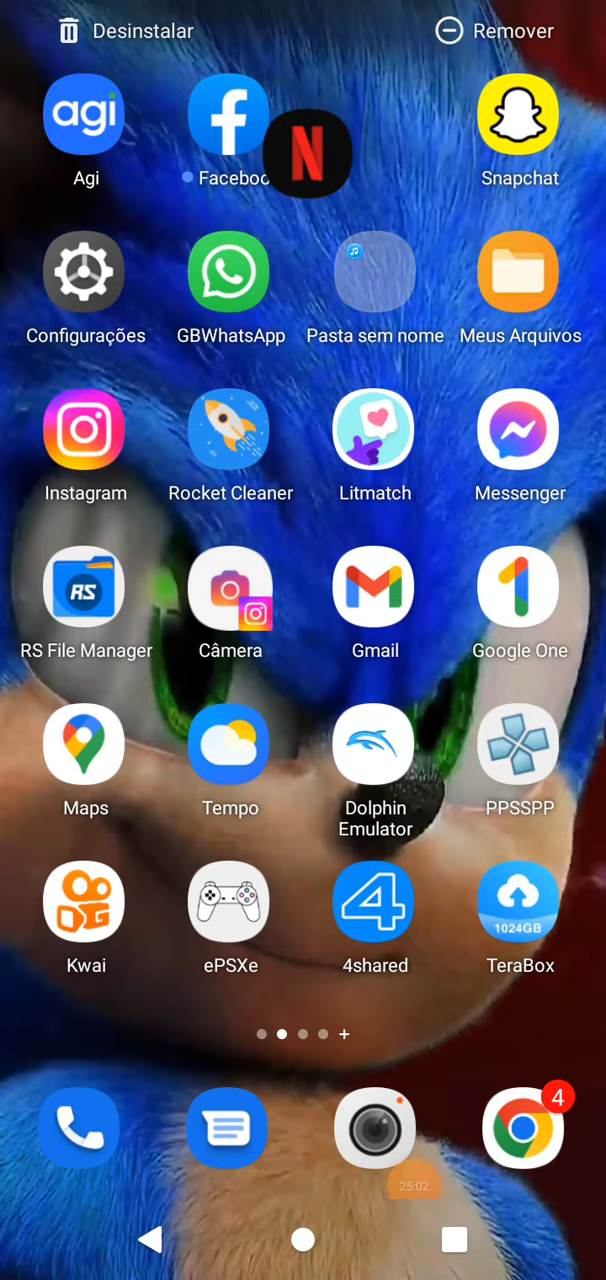 Desinstalar
Remover
agi
Agi
Snapchat
Configurações
GBWhatsApp
Pasta sem nome
Meus Arquivos
Instagram
Rocket Cleaner
Litmatch
Messenger
RS
RS File Manager
Câmera
Gmail
Google One
Maps
Tempo
Dolphin
Emulator
PPSSPP
1024GB
Kwai
ePSXe
4shared
TeraBox
4
25:02